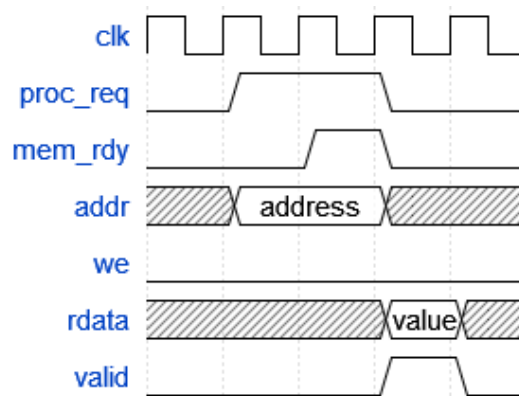 clk
proc_req
mem_rdy
addr address
we
rdata value
valid